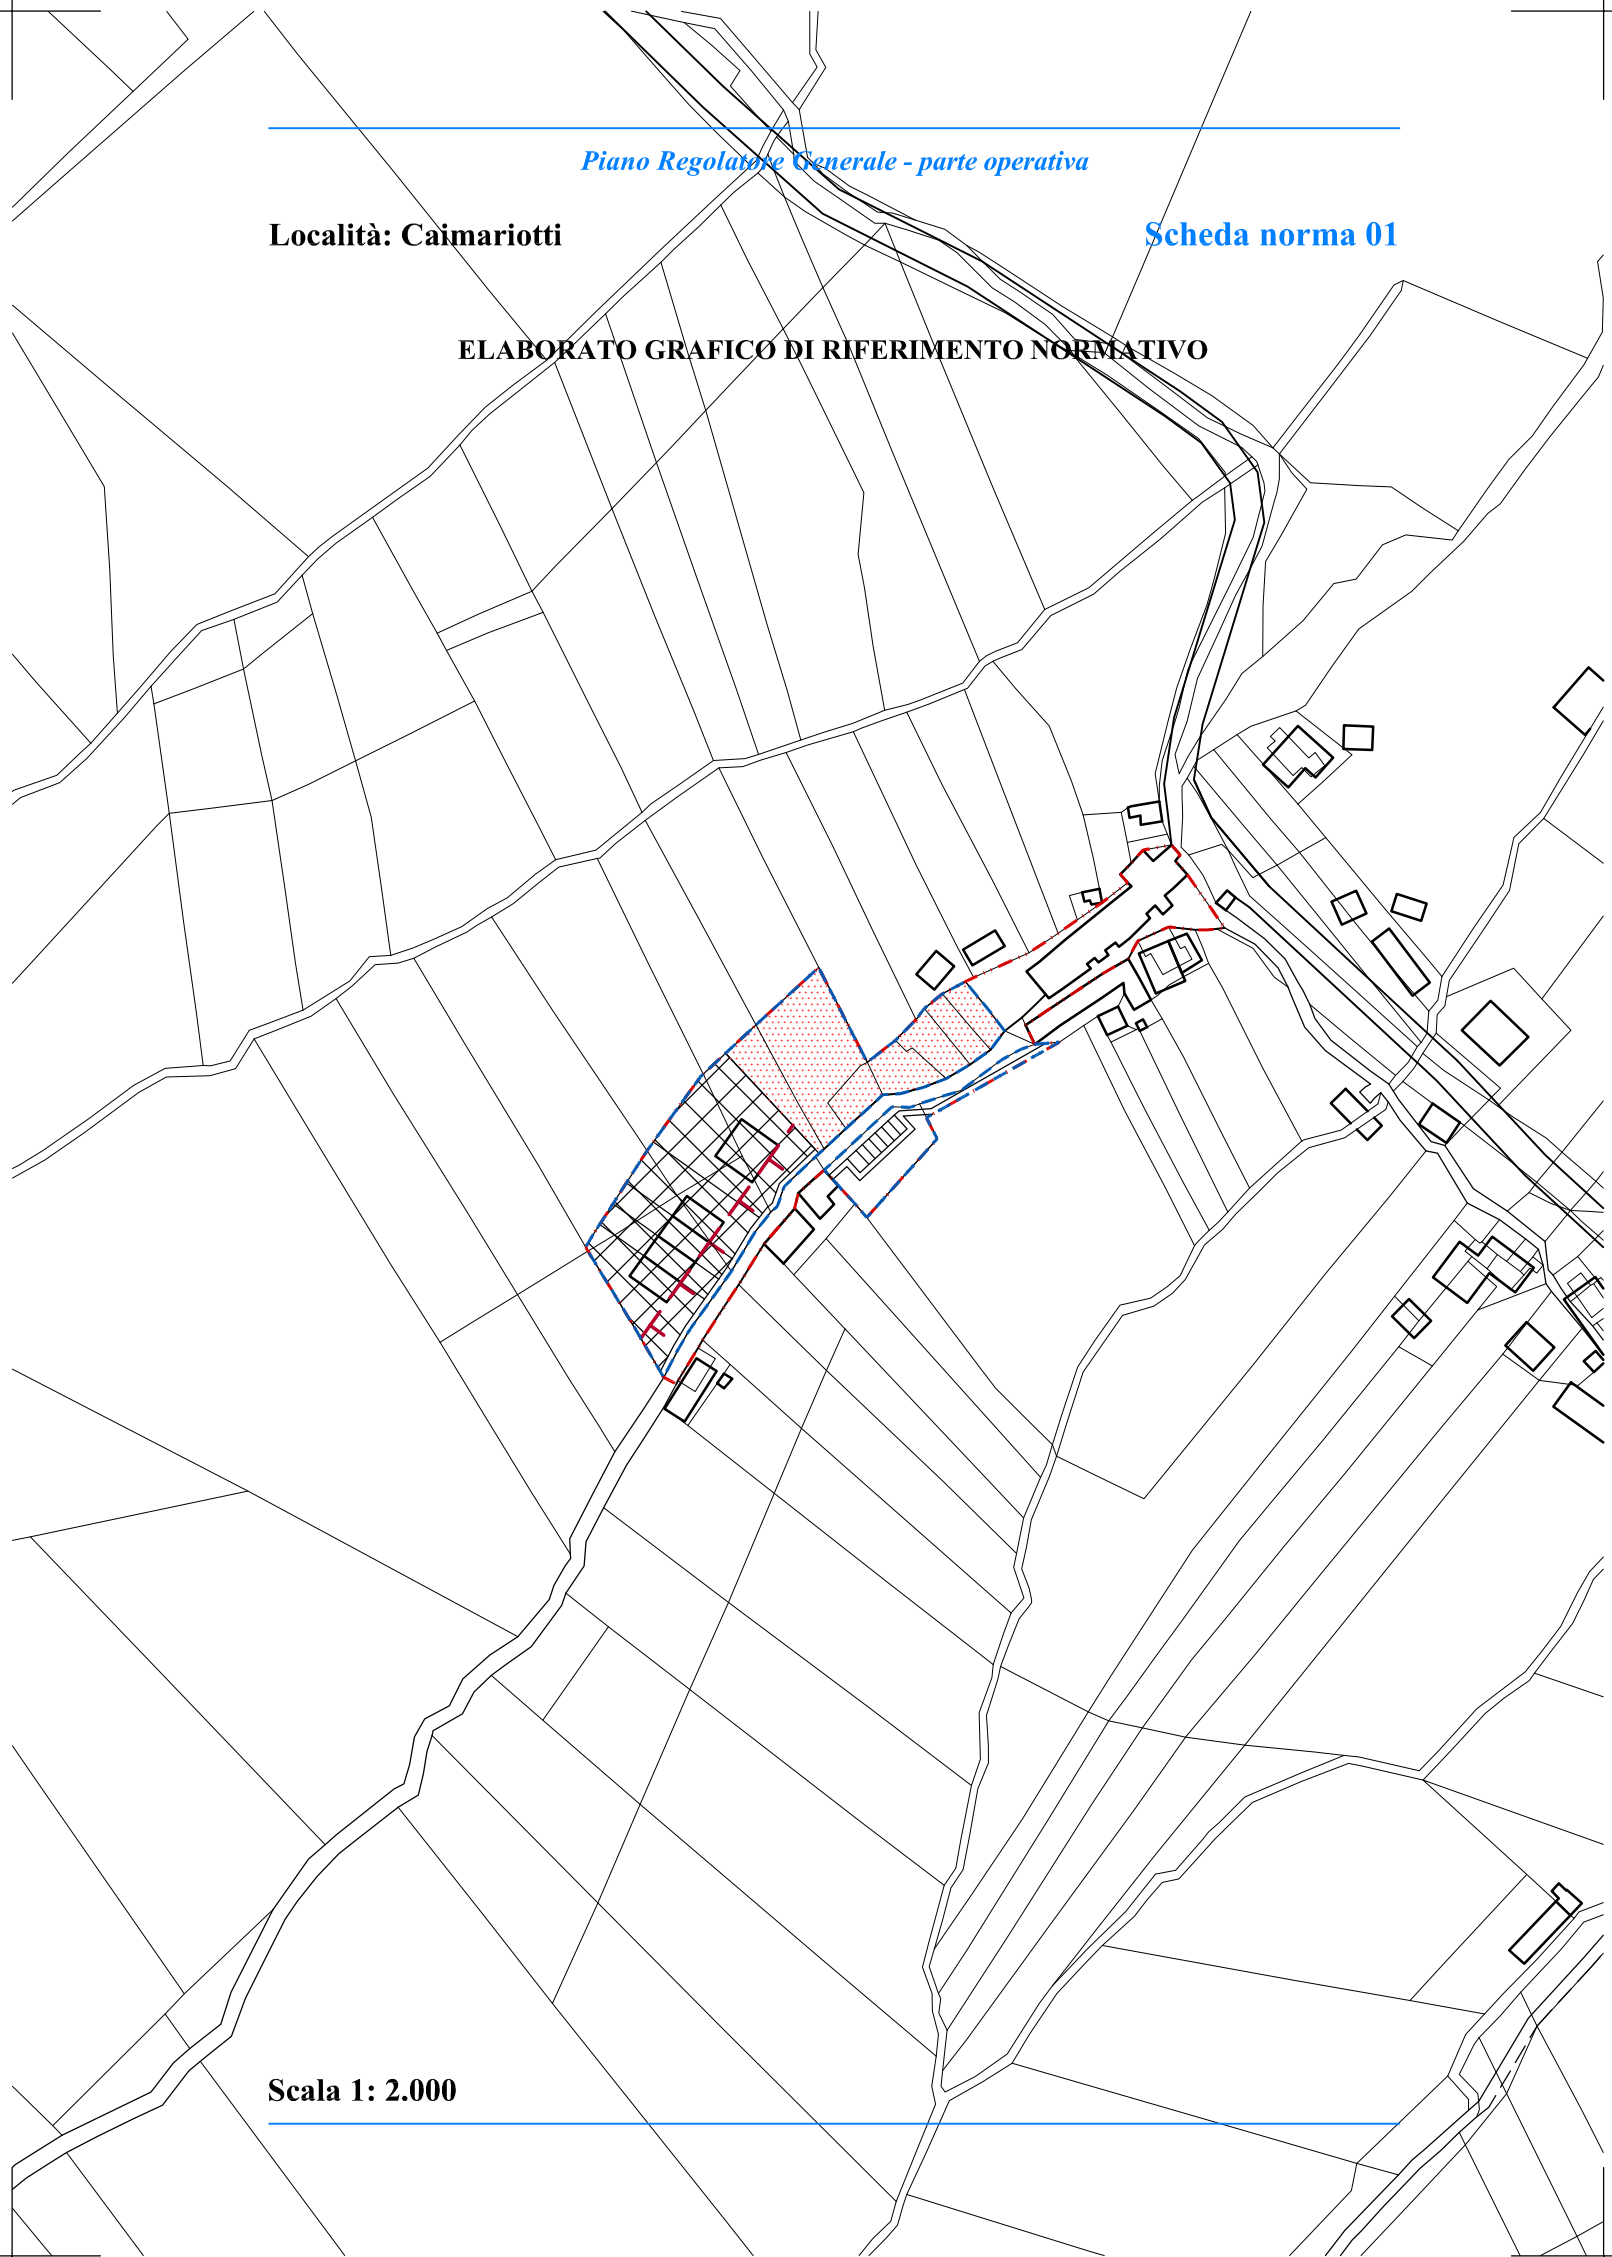 Piano Regolatore Generale - parte operativa
Località: Caimariotti
Scheda norma 01
ELABORATO GRAFICO DI RIFERIMENTO NORMATIVO
Scala 1: 2.000